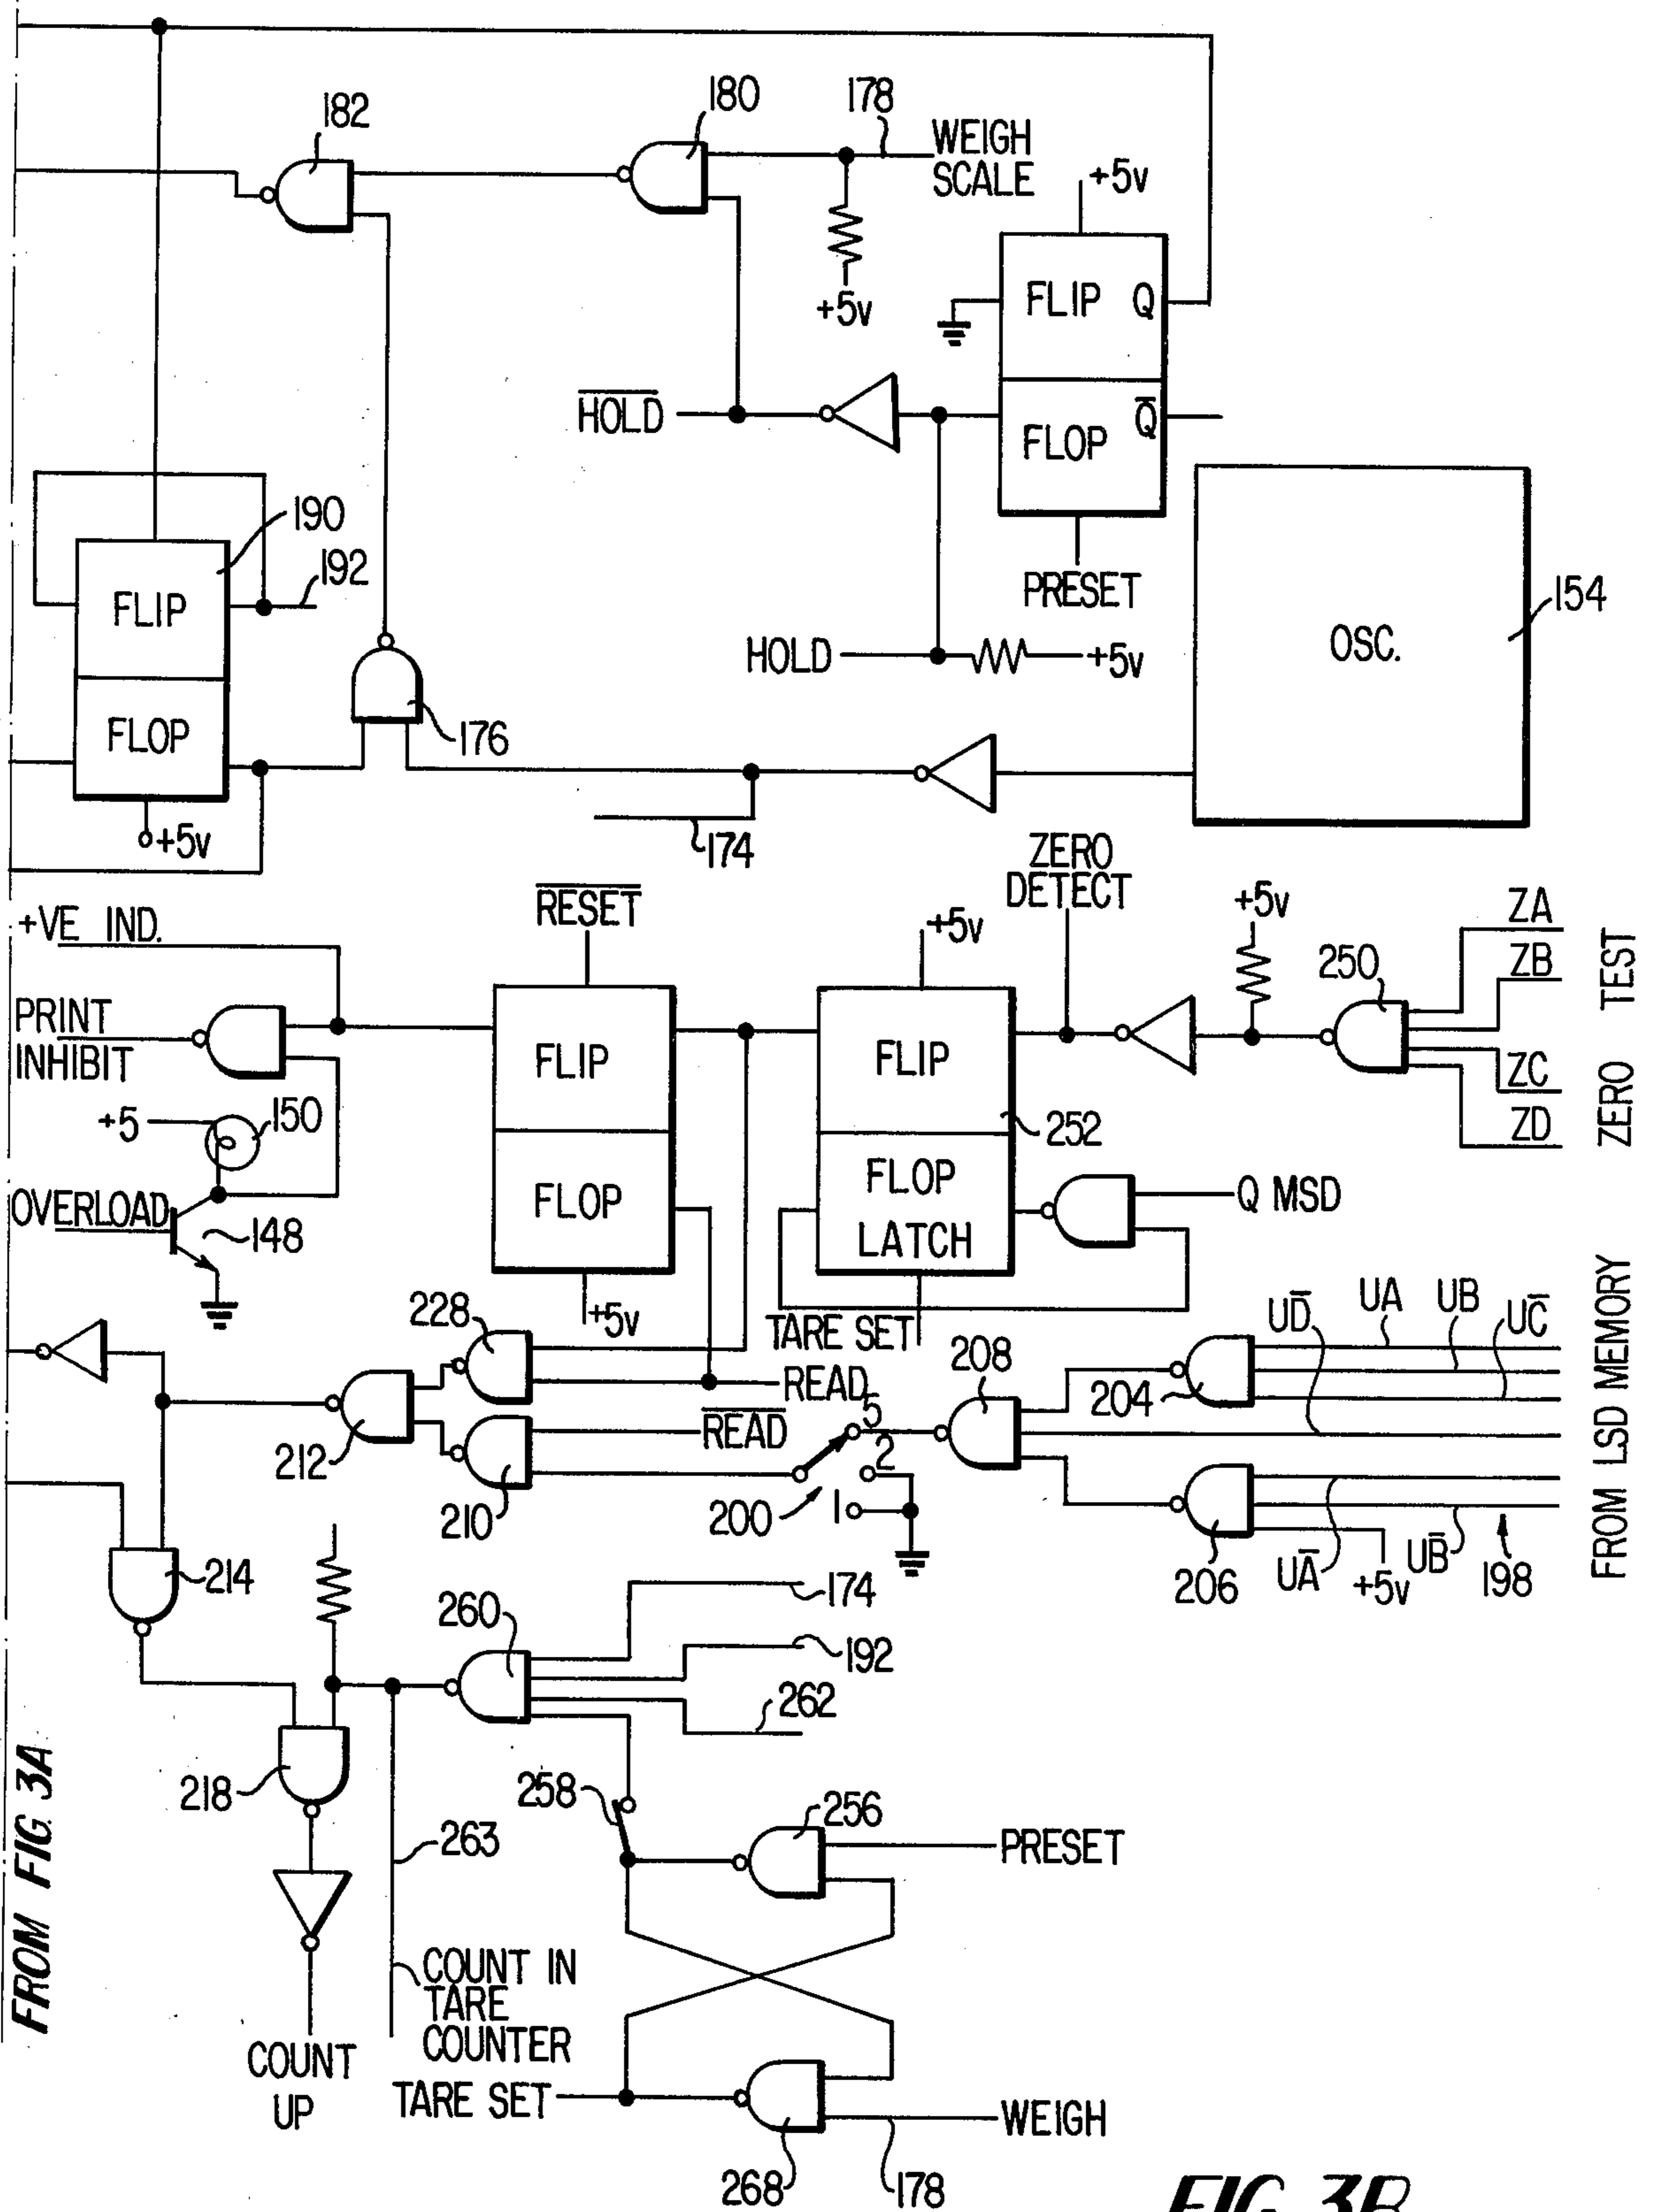 182
180
178
WEIGH
SCALE
+5v
+5v
FLIP Q
FLOP Q̅
H̅O̅L̅D̅
PRESET
190
192
FLIP
FLOP
+5v
HOLD
+5v
OSC.
154
176
174
ZERO
DETECT
+VE IND.
R̅E̅S̅E̅T̅
+5v
+5v
250
ZA
ZB
ZC
ZD
ZERO TEST
PRINT
INHIBIT
FLIP
FLOP
+5v
FLIP
FLOP
LATCH
252
+5
150
OVERLOAD
148
Q MSD
TARE SET
228
READ
R̅E̅A̅D̅
212
210
5
2
1
200
208
204
206
UD̅
UA
UB
UC̅
UA̅
+5v
UB̅
198
FROM LSD MEMORY
214
218
260
174
192
262
258
256
PRESET
263
COUNT IN
TARE
COUNTER
COUNT
UP
TARE SET
WEIGH
268
178
FROM FIG. 3A
FIG. 3B